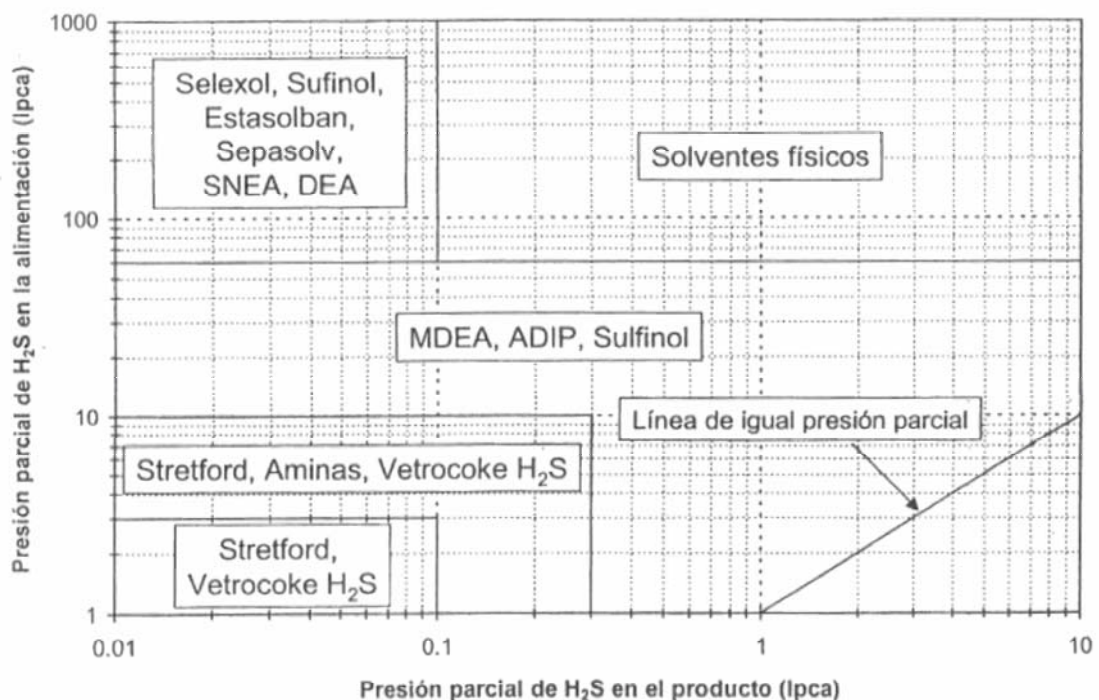 Presión parcial de H₂S en la alimentación (lpca)
1000
100
10
1
Selexol, Sufinol,
Estasolban,
Sepasolv,
SNEA, DEA
Solventes físicos
MDEA, ADIP, Sulfinol
Línea de igual presión parcial
Stretford, Aminas, Vetrocoke H₂S
Stretford,
Vetrocoke H₂S
0.01
0.1
1
10
Presión parcial de H₂S en el producto (lpca)